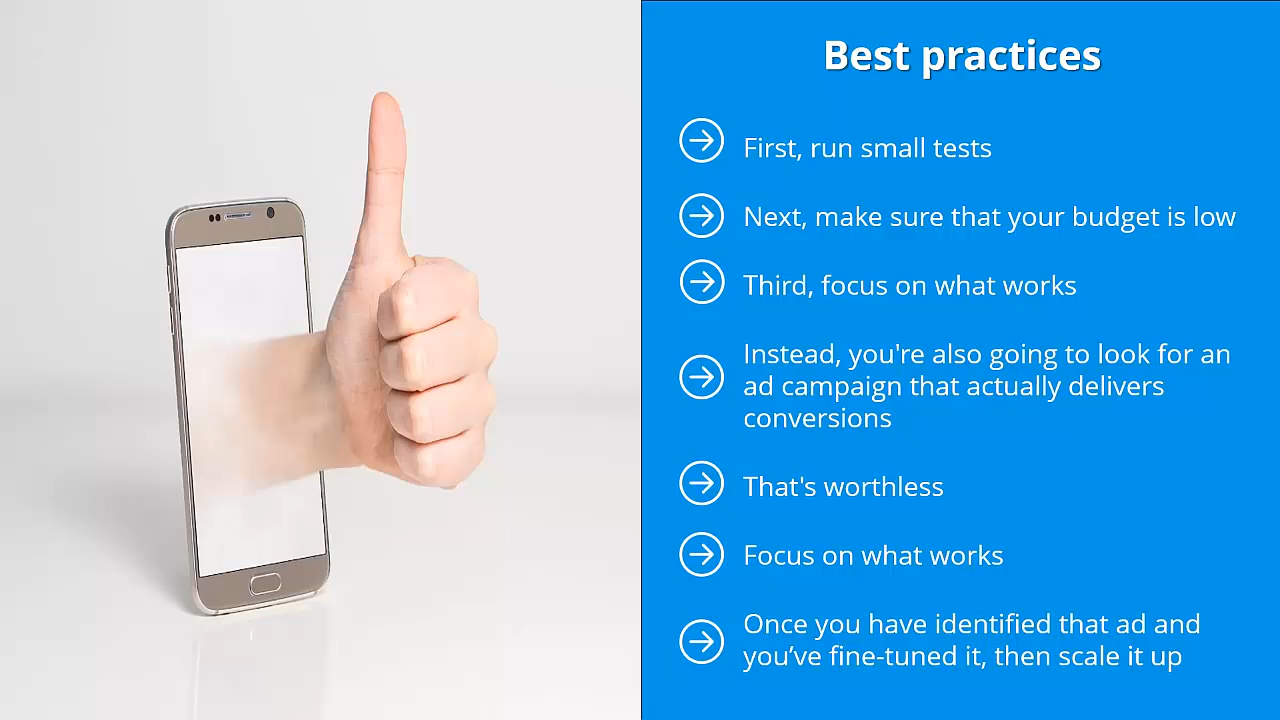 Best practices
First, run small tests
Next, make sure that your budget is low
Third, focus on what works
Instead, you're also going to look for an
ad campaign that actually delivers
conversions
That's worthless
Focus on what works
Once you have identified that ad and
you’ve fine-tuned it, then scale it up